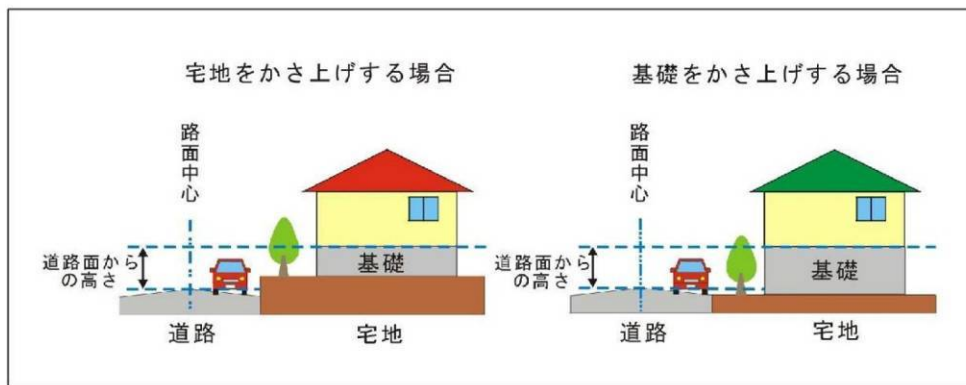 宅地をかさ上げする場合
路面中心
道路面から
の高さ
基礎
道路
宅地
基礎をかさ上げする場合
路面中心
道路面から
の高さ
基礎
道路
宅地